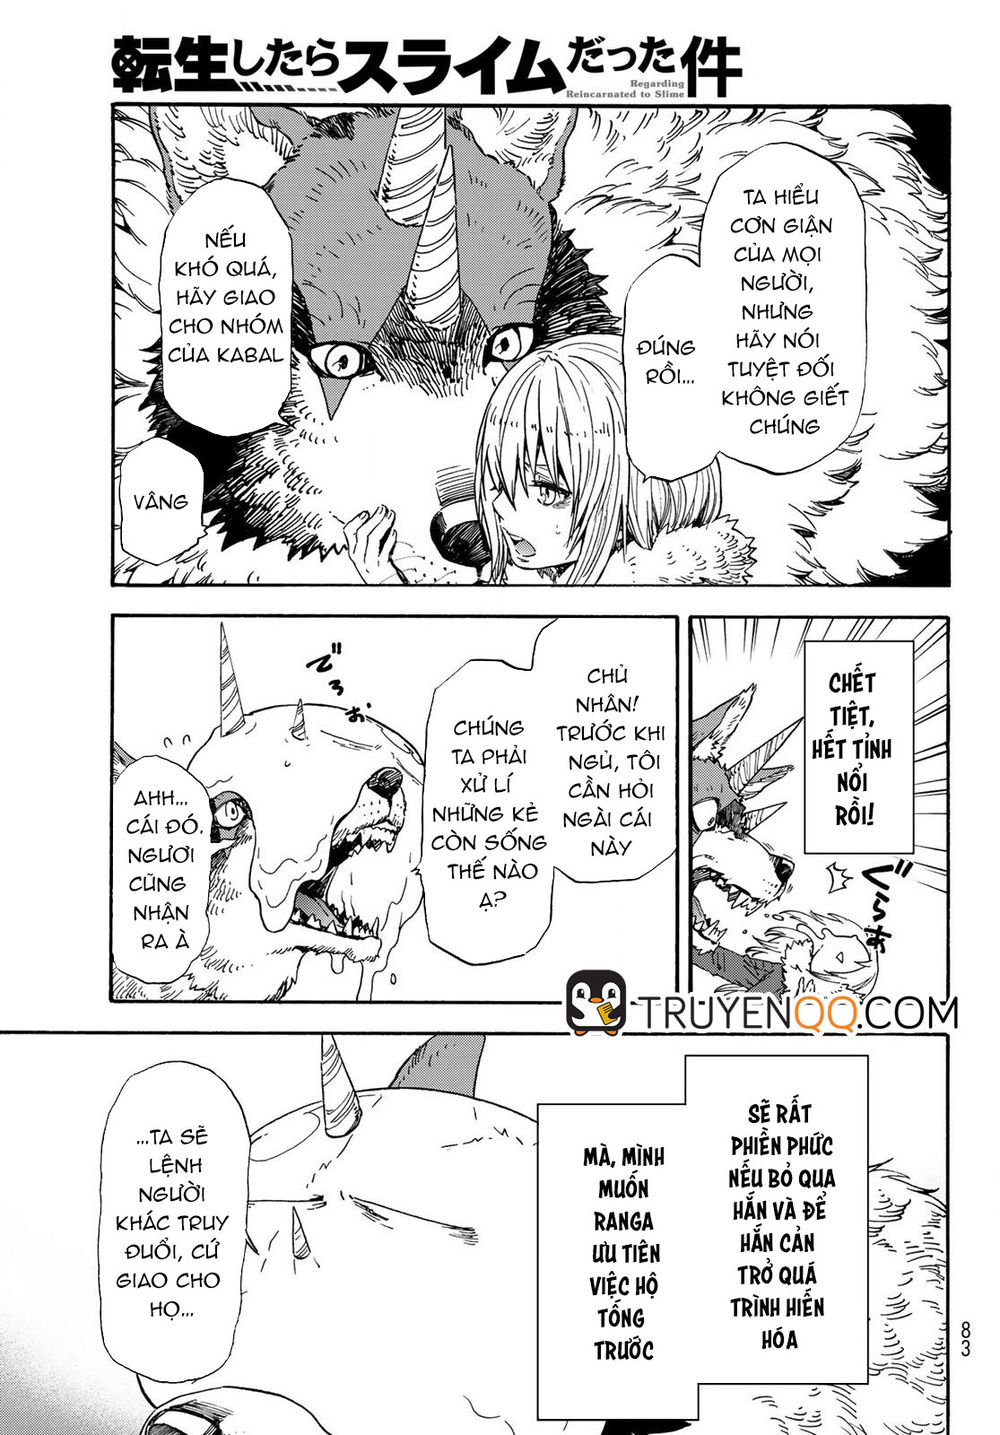 転生したらスライムだった件
Regarding
Reincarnated to Slime
TA HIỂU
CƠN GIẬN
CỦA MỌI
NGƯỜI,
NHƯNG
HÃY NÓI
TUYỆT ĐỐI
KHÔNG GIẾT
CHÚNG
ĐÚNG
RỒI...
NẾU
KHÓ QUÁ,
HÃY GIAO
CHO NHÓM
CỦA KABAL
VÂNG
CHẾT
TIỆT,
HẾT TỈNH
NỔI
RỒI!
ぐらぁ
CHỦ
NHÂN!
TRƯỚC KHI
NGỦ, TÔI
CẦN HỎI
NGÀI CÁI
NÀY
CHÚNG
TA PHẢI
XỬ LÍ
NHỮNG KẺ
CÒN SỐNG
THẾ NÀO
Ạ?
でろぉ
AHH...
CÁI ĐÓ.
NGƯƠI
CŨNG
NHẬN
RA À
TRUYENQQ.COM
SẼ RẤT
PHIỀN PHỨC
NẾU BỎ QUA
HẮN VÀ ĐỂ
HẮN CẢN
TRỞ QUÁ
TRÌNH HIẾN
HÓA
MÀ, MÌNH
MUỐN
RANGA
ƯU TIÊN
VIỆC HỘ
TỐNG
TRƯỚC
...TA SẼ
LỆNH
NGƯỜI
KHÁC TRUY
ĐUỔI, CỨ
GIAO CHO
HỌ...
83